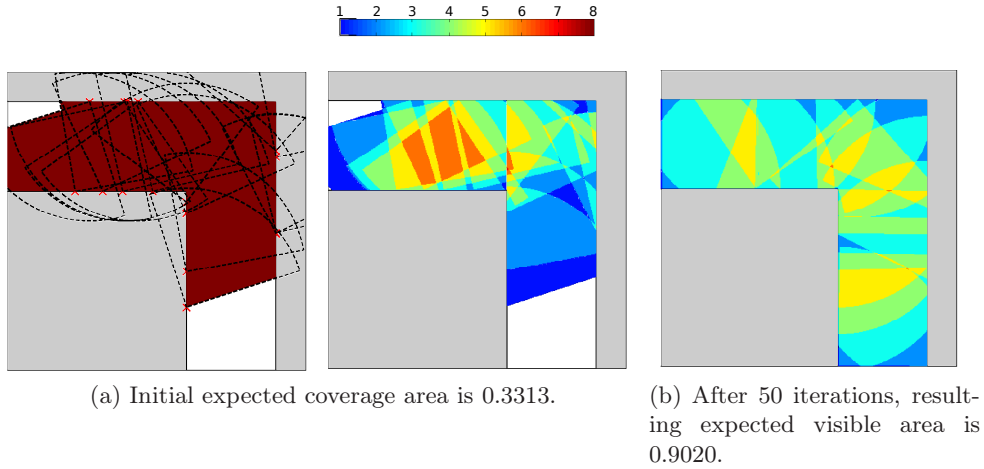 1 2 3 4 5 6 7 8
(a) Initial expected coverage area is 0.3313.
(b) After 50 iterations, result-
ing expected visible area is
0.9020.